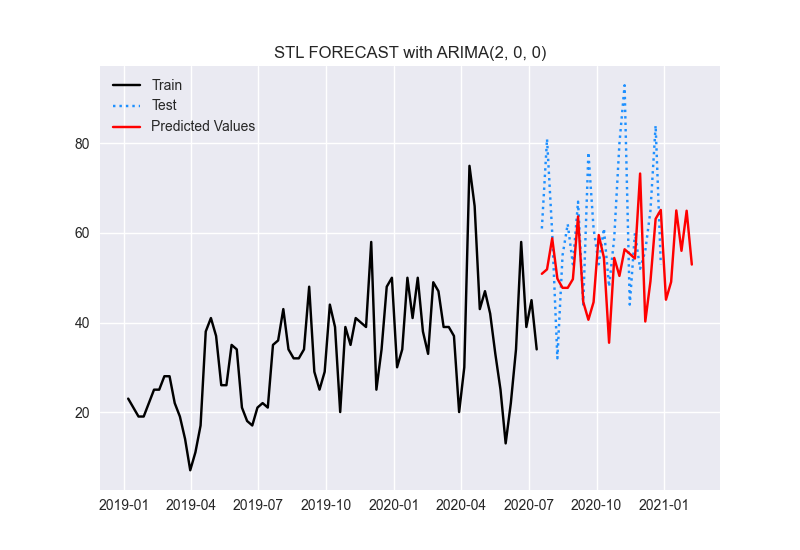 STL FORECAST with ARIMA(2, 0, 0)
Train
Test
Predicted Values
80
60
40
20
2019-01 2019-04 2019-07 2019-10 2020-01 2020-04 2020-07 2020-10 2021-01